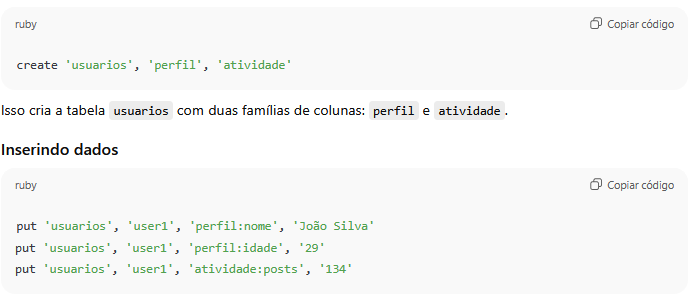 ruby
Copiar código
create 'usuarios', 'perfil', 'atividade'
Isso cria a tabela usuarios com duas famílias de colunas: perfil e atividade.
Inserindo dados
ruby
Copiar código
put 'usuarios', 'user1', 'perfil:nome', 'João Silva'
put 'usuarios', 'user1', 'perfil:idade', '29'
put 'usuarios', 'user1', 'atividade:posts', '134'